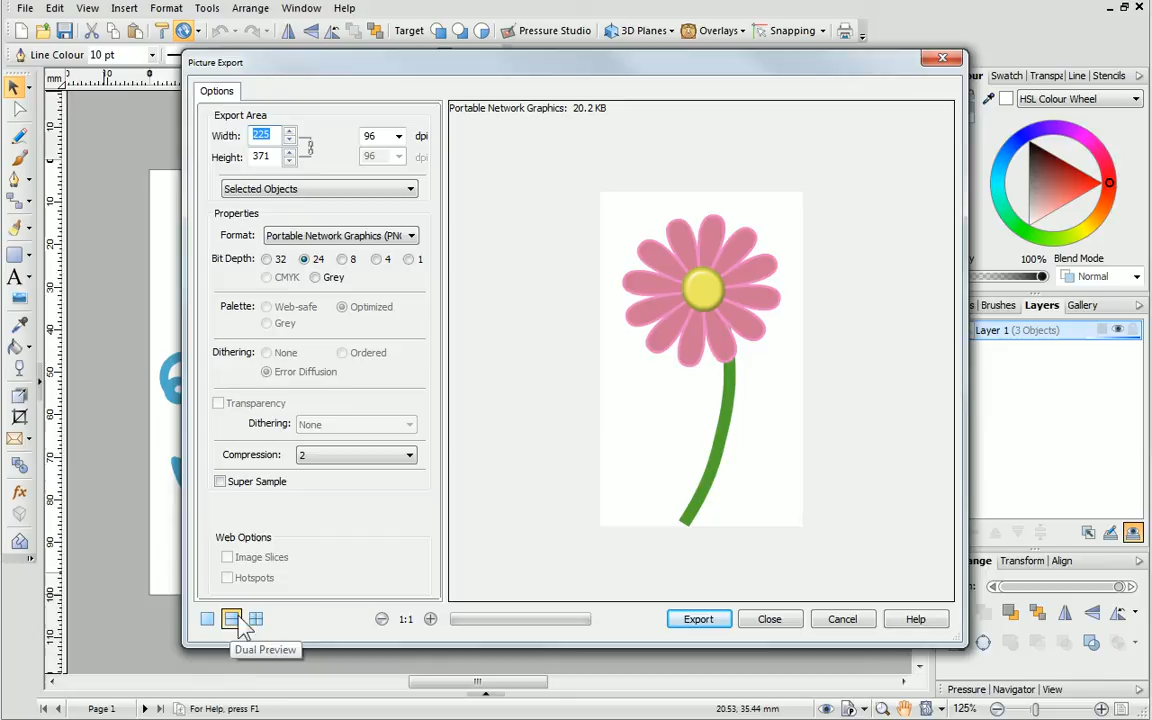 File Edit View Insert Format Tools Arrange Window Help
Target Pressure Studio 3D Planes Overlays Snapping
Line Colour 10 pt
Picture Export
Swatch Transpa Line Stencils
HSL Colour Wheel
mm 10 0
Options
Export Area
Width: 225 96 dpi
Height: 371 96 dpi
Selected Objects
Properties
Format: Portable Network Graphics (PN
Bit Depth: 32 24 8 4 1
CMYK Grey
Palette: Web-safe Optimized
Grey
Dithering: None Ordered
Error Diffusion
Transparency
Dithering: None
Compression: 2
Super Sample
Web Options
Image Slices
Hotspots
Portable Network Graphics: 20.2 KB
1:1 Export Close Cancel Help
Dual Preview
100% Blend Mode
Normal
s Brushes Layers Gallery
Layer 1 (3 Objects)
ange Transform Align
Pressure Navigator View
Page 1 For Help, press F1 20.53, 35.44 mm 125%